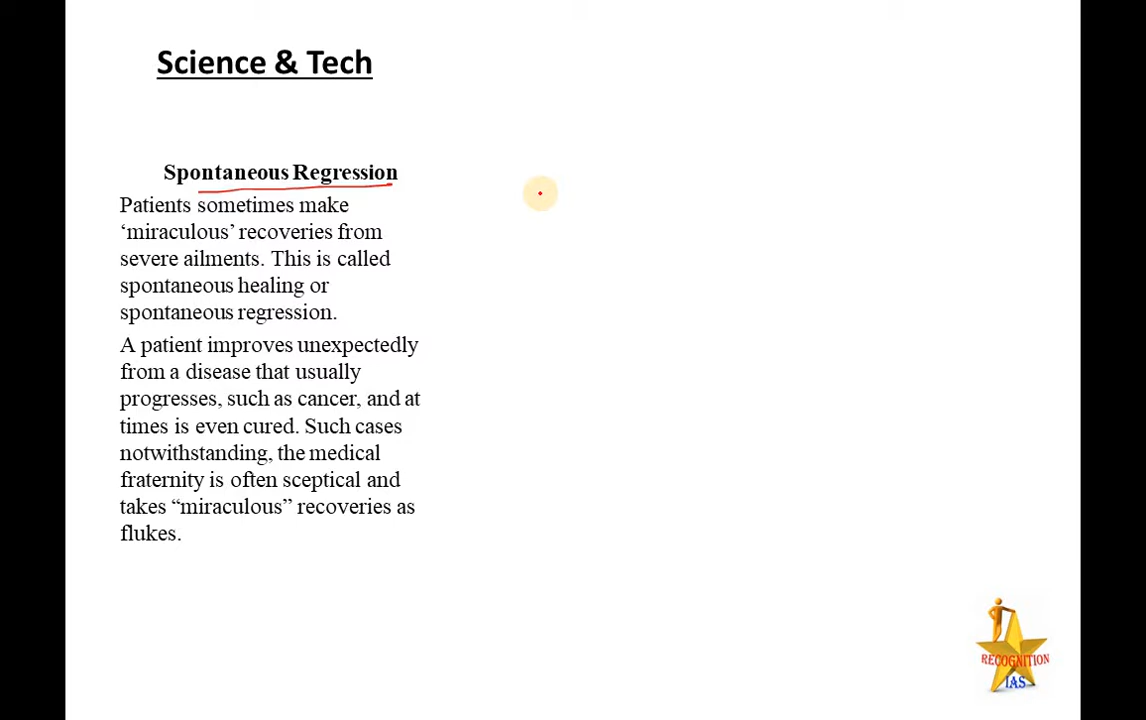 Science & Tech
Spontaneous Regression
Patients sometimes make
‘miraculous’ recoveries from
severe ailments. This is called
spontaneous healing or
spontaneous regression.
A patient improves unexpectedly
from a disease that usually
progresses, such as cancer, and at
times is even cured. Such cases
notwithstanding, the medical
fraternity is often sceptical and
takes “miraculous” recoveries as
flukes.
RECOGNITION
IAS